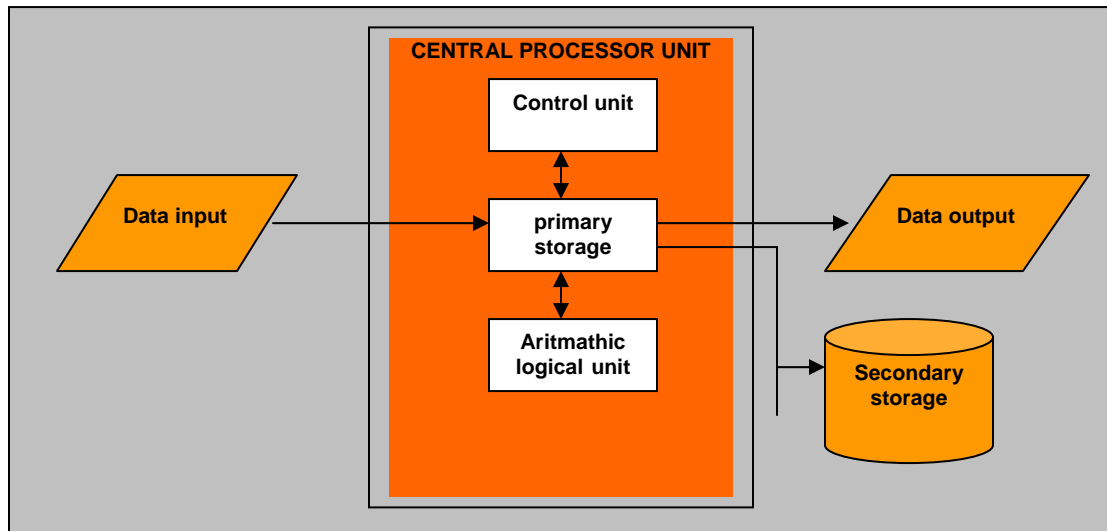 CENTRAL PROCESSOR UNIT
Control unit
Data input
primary
storage
Data output
Aritmathic
logical unit
Secondary
storage